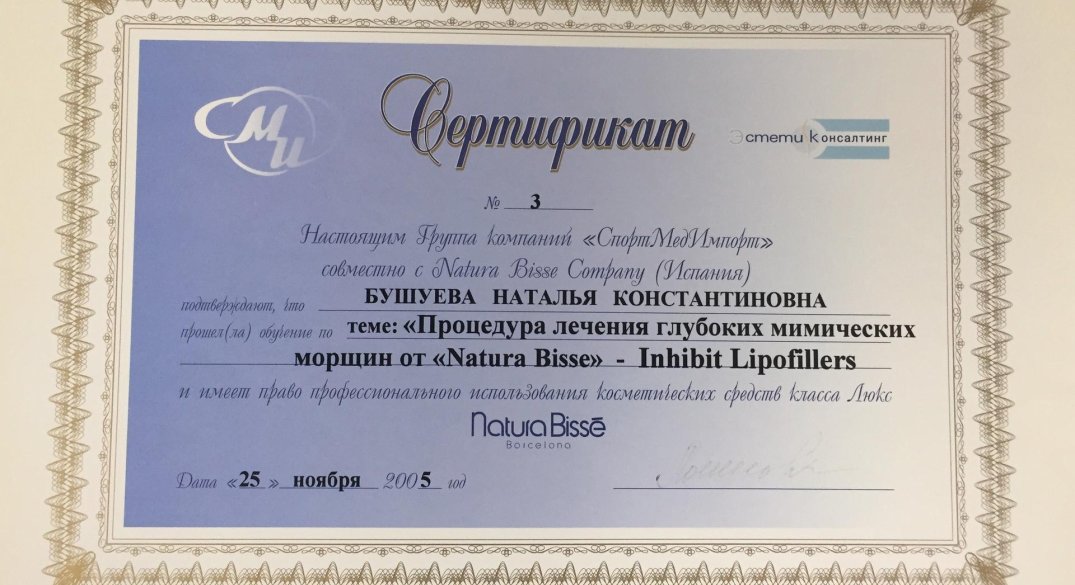 СМИ
Сертификат
Эстети Консалтинг
№ 3
Настоящим Группа компаний «СпортМедИмпорт»
совместно с Natura Bisse Company (Испания)
подтверждают, что БУШУЕВА НАТАЛЬЯ КОНСТАНТИНОВНА
прошел(ла) обучение по теме: «Процедура лечения глубоких мимических
морщин от «Natura Bisse» - Inhibit Lipofillers
и имеет право профессионального использования косметических средств класса Люкс
Natura Bissé
Barcelona
Дата «25» ноября 2005 год